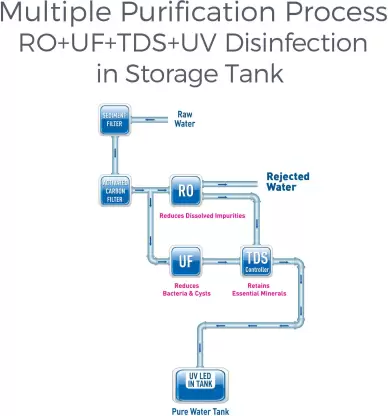 Multiple Purification Process
RO+UF+TDS+UV Disinfection
in Storage Tank
SEDIMENT
FILTER
Raw
Water
ACTIVATED
CARBON
FILTER
RO
Rejected
Water
Reduces Dissolved Impurities
UF
TDS
Controller
Reduces
Bacteria & Cysts
Retains
Essential Minerals
UV LED
IN TANK
Pure Water Tank